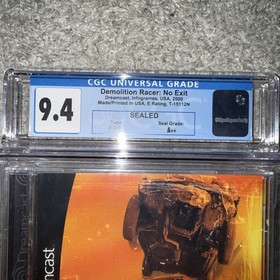 CGC UNIVERSAL GRADE
9.4
Demolition Racer: No Exit
Dreamcast, Infogrames, USA, 2000
Made/Printed in USA, E Rating, T-15112N
SEALED
Seal Grade:
A++
Dreamcast